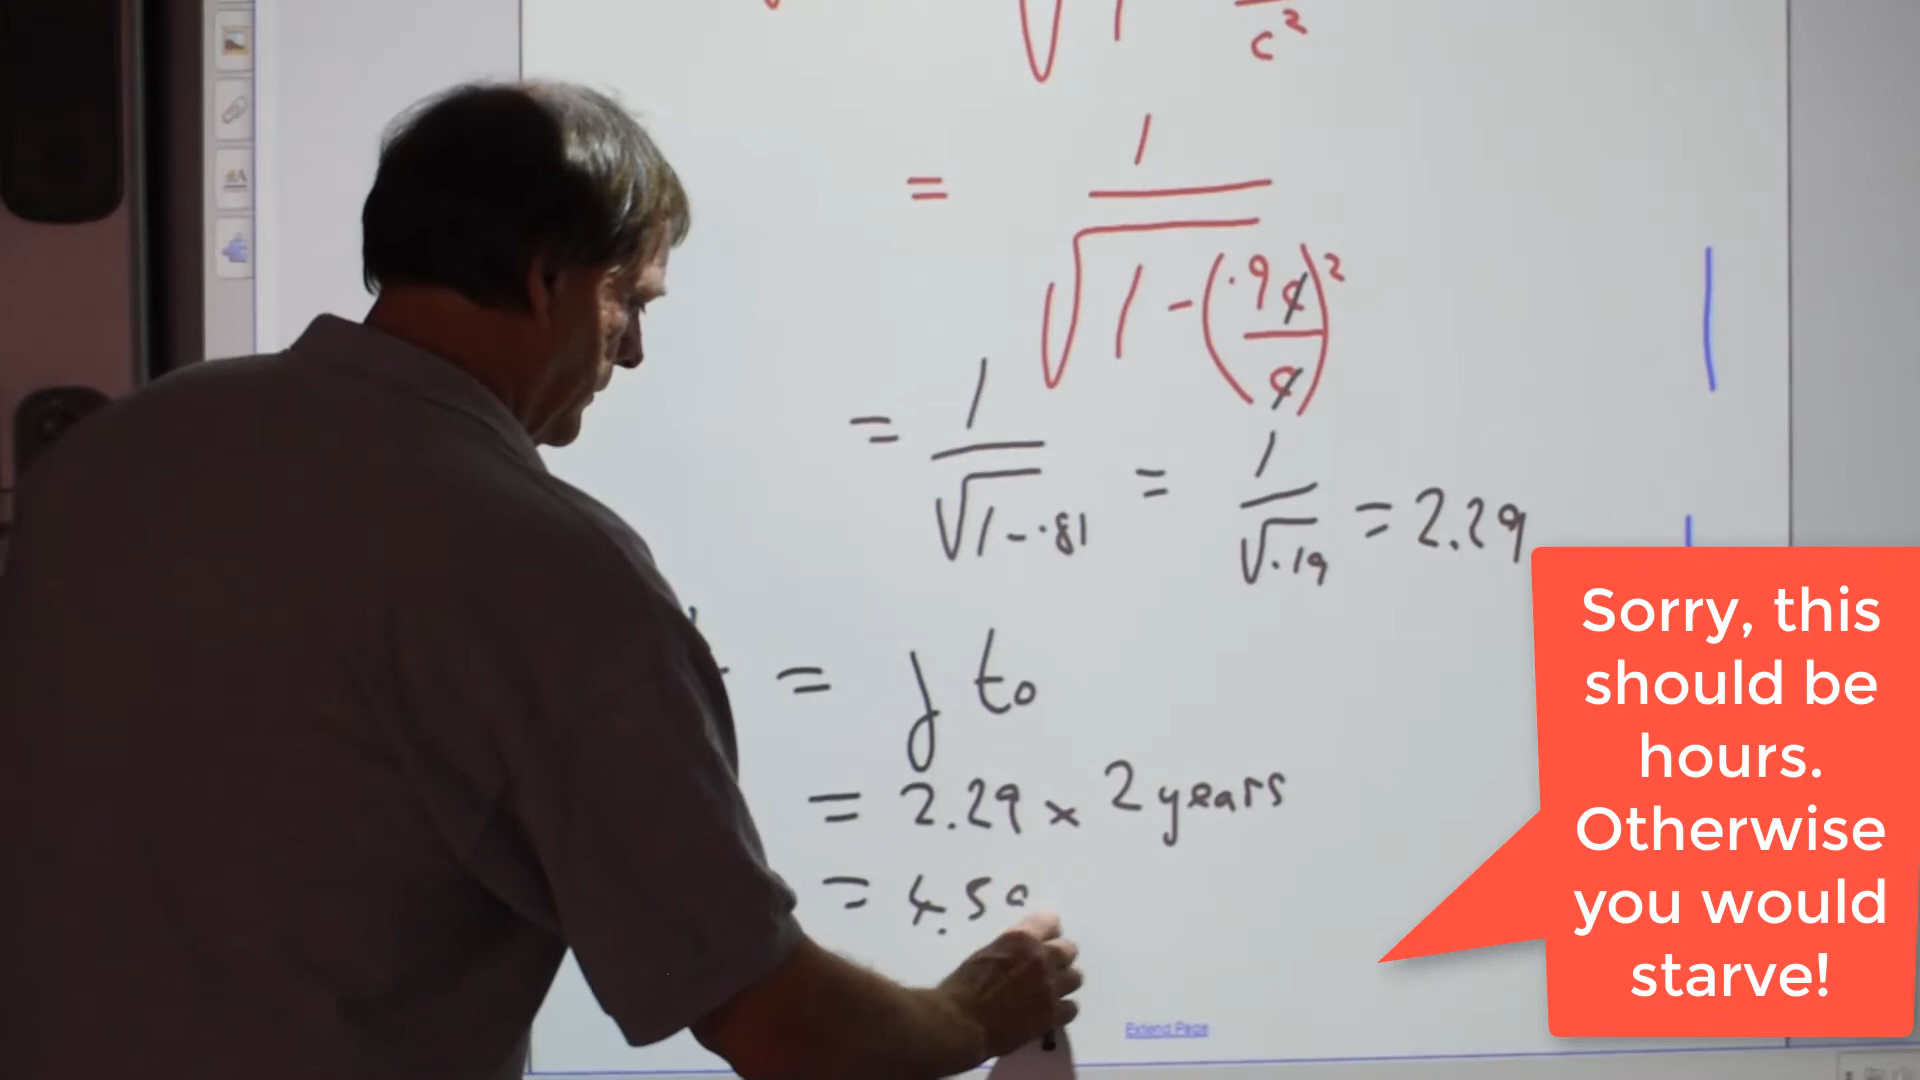 c²
= 1
√1 - (.9c/c)²
= 1/√1-.81 = 1/√.19 = 2.29
= γ t₀
= 2.29 × 2 years
= 4.5
Sorry, this
should be
hours.
Otherwise
you would
starve!
Extend Page